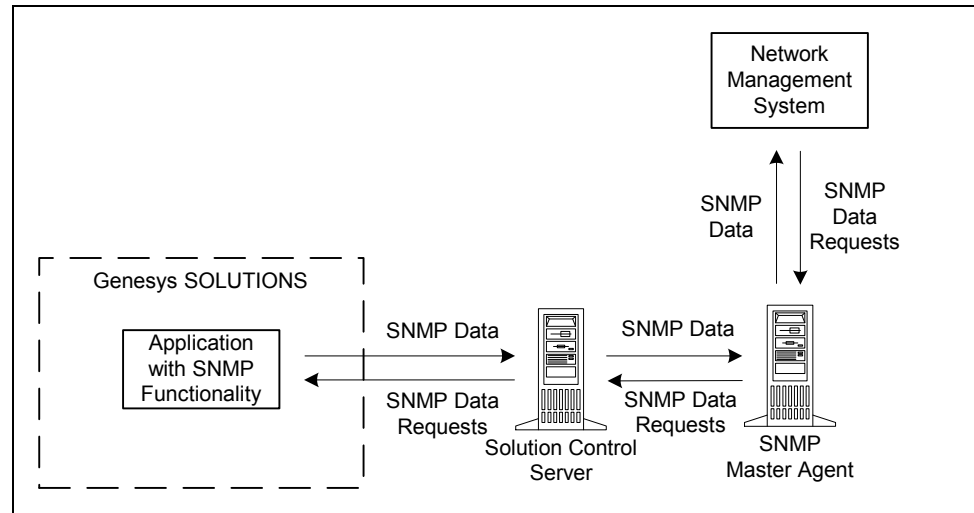 Network
Management
System
SNMP
Data
SNMP
Data
Requests
Genesys SOLUTIONS
Application
with SNMP
Functionality
SNMP Data
SNMP Data
Requests
Solution Control
Server
SNMP Data
SNMP Data
Requests
SNMP
Master Agent